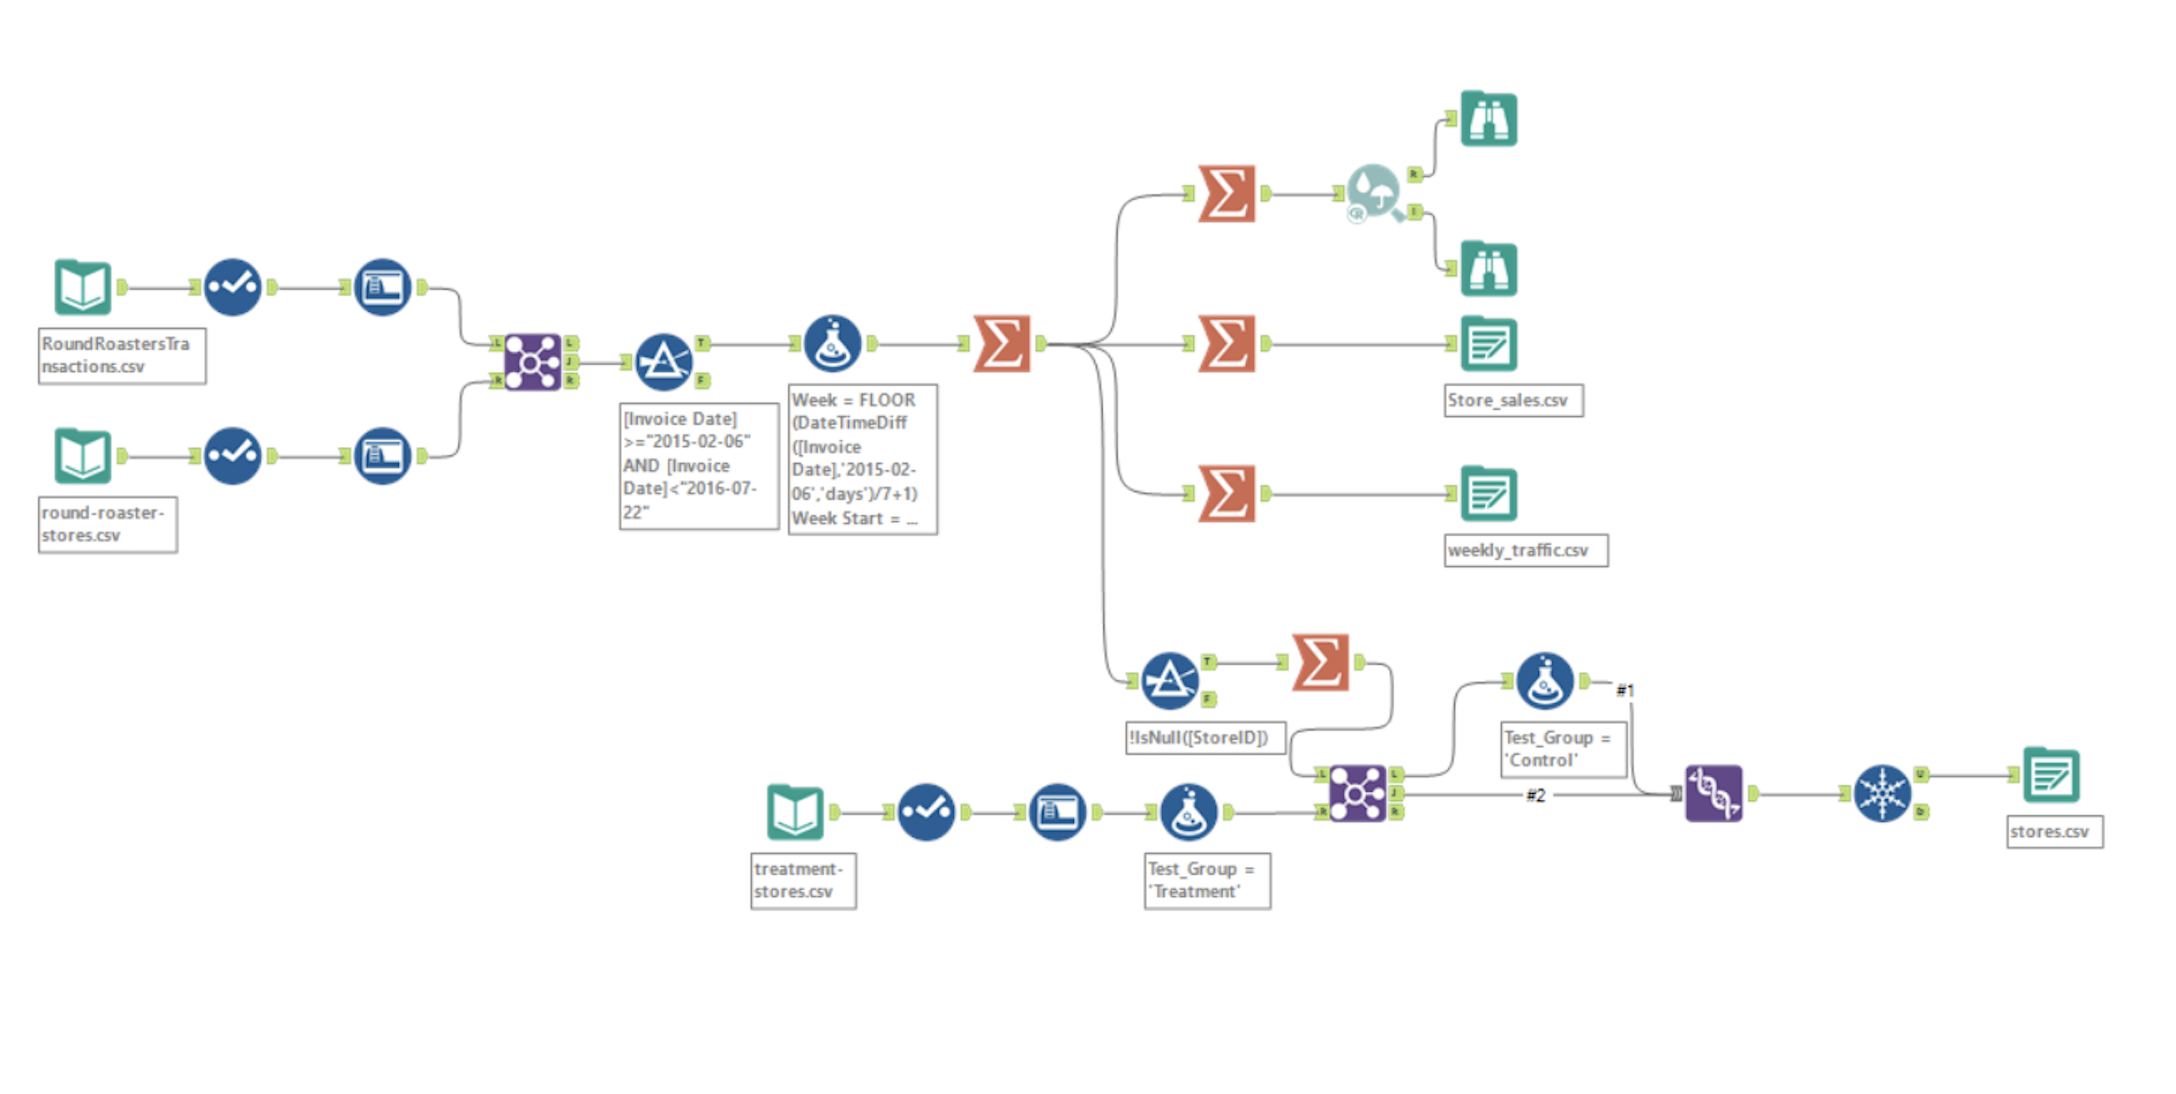 RoundRoastersTra
nsactions.csv
round-roaster-
stores.csv
L
R
L
J
R
T
F
[Invoice Date]
>="2015-02-06"
AND [Invoice
Date]<"2016-07-
22"
Week = FLOOR
(DateTimeDiff
([Invoice
Date],'2015-02-
06','days')/7+1)
Week Start = ...
R
I
R
Store_sales.csv
weekly_traffic.csv
T
F
!IsNull([StoreID])
treatment-
stores.csv
Test_Group =
'Treatment'
L
R
L
J
R
Test_Group =
'Control'
#1
#2
U
D
stores.csv